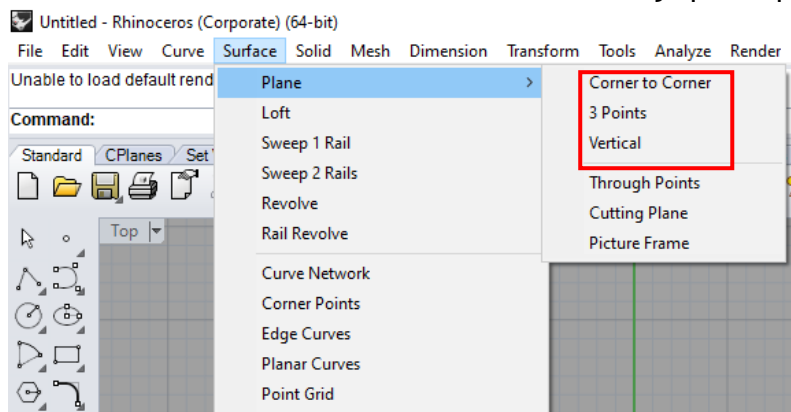 Untitled - Rhinoceros (Corporate) (64-bit)
File Edit View Curve Surface Solid Mesh Dimension Transform Tools Analyze Render
Unable to load default rend
Command:
Standard CPlanes Set
Top
Plane
Loft
Sweep 1 Rail
Sweep 2 Rails
Revolve
Rail Revolve
Curve Network
Corner Points
Edge Curves
Planar Curves
Point Grid
Corner to Corner
3 Points
Vertical
Through Points
Cutting Plane
Picture Frame